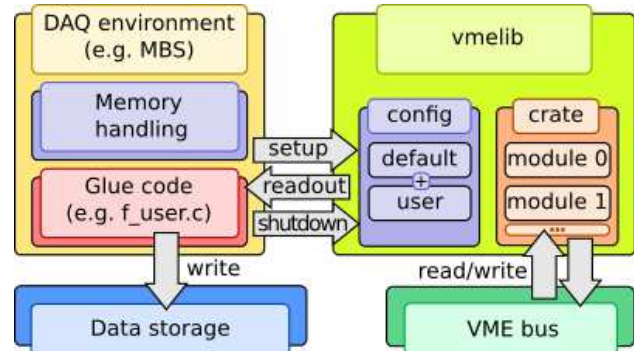 DAQ environment
(e.g. MBS)
Memory
handling
Glue code
(e.g. f_user.c)
setup
readout
shutdown
write
Data storage
vmelib
config
default
+
user
crate
module 0
module 1
...
read/write
VME bus